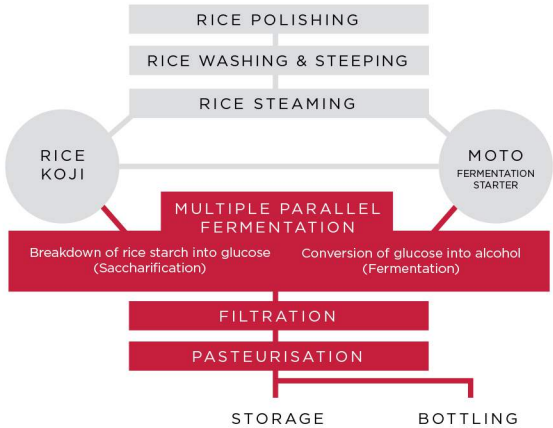 RICE POLISHING
RICE WASHING & STEEPING
RICE STEAMING
RICE
KOJI
MOTO
FERMENTATION
STARTER
MULTIPLE PARALLEL
FERMENTATION
Breakdown of rice starch into glucose
(Saccharification)
Conversion of glucose into alcohol
(Fermentation)
FILTRATION
PASTEURISATION
STORAGE
BOTTLING